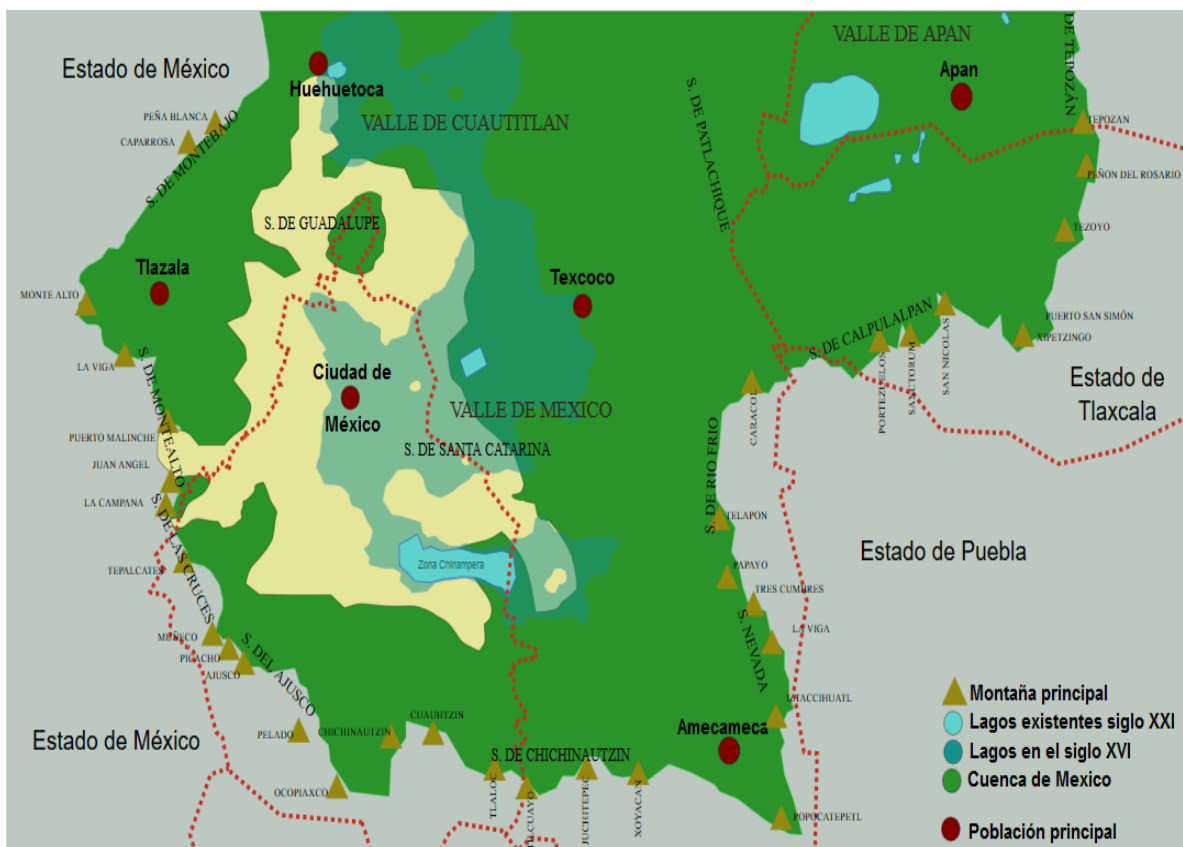 VALLE DE APAN
DE TEPOZÁN
Estado de México
Huehuetoca
Apan
S. DE PATLACHIQUE
PEÑA BLANCA
CAPARROSA
S. DE MONTEBAJO
VALLE DE CUAUTITLAN
TEPOZAN
PEÑON DEL ROSARIO
S. DE GUADALUPE
TEZOYO
Tlazala
Texcoco
MONTE ALTO
LA VIGA
S. DE MONTEALTO
S. DE CALPULALPAN
PUERTO SAN SIMÓN
XIPETZINGO
PORTEZUELOS
SANCTORUM
SAN NICOLAS
CARACOL
Estado de
Tlaxcala
Ciudad de
México
VALLE DE MEXICO
PUERTO MALINCHE
S. DE SANTA CATARINA
JUAN ANGEL
LA CAMPANA
S. DE LAS CRUCES
S. DE RIO FRIO
TELAPON
Estado de Puebla
TEPALCATES
Zona Chinampera
PAPAYO
TRES CUMBRES
MUÑECO
PICACHO
AJUSCO
S. DEL AJUSCO
LA VIGA
S. NEVADA
IZTACCIHUATL
Estado de México
PELADO
CHICHINAUTZIN
CUAUHTZIN
Amecameca
S. DE CHICHINAUTZIN
OCOPIAXCO
TLALOC
JUCHITEPEC
XOYACAN
POPOCATEPETL
Montaña principal
Lagos existentes siglo XXI
Lagos en el siglo XVI
Cuenca de Mexico
Población principal